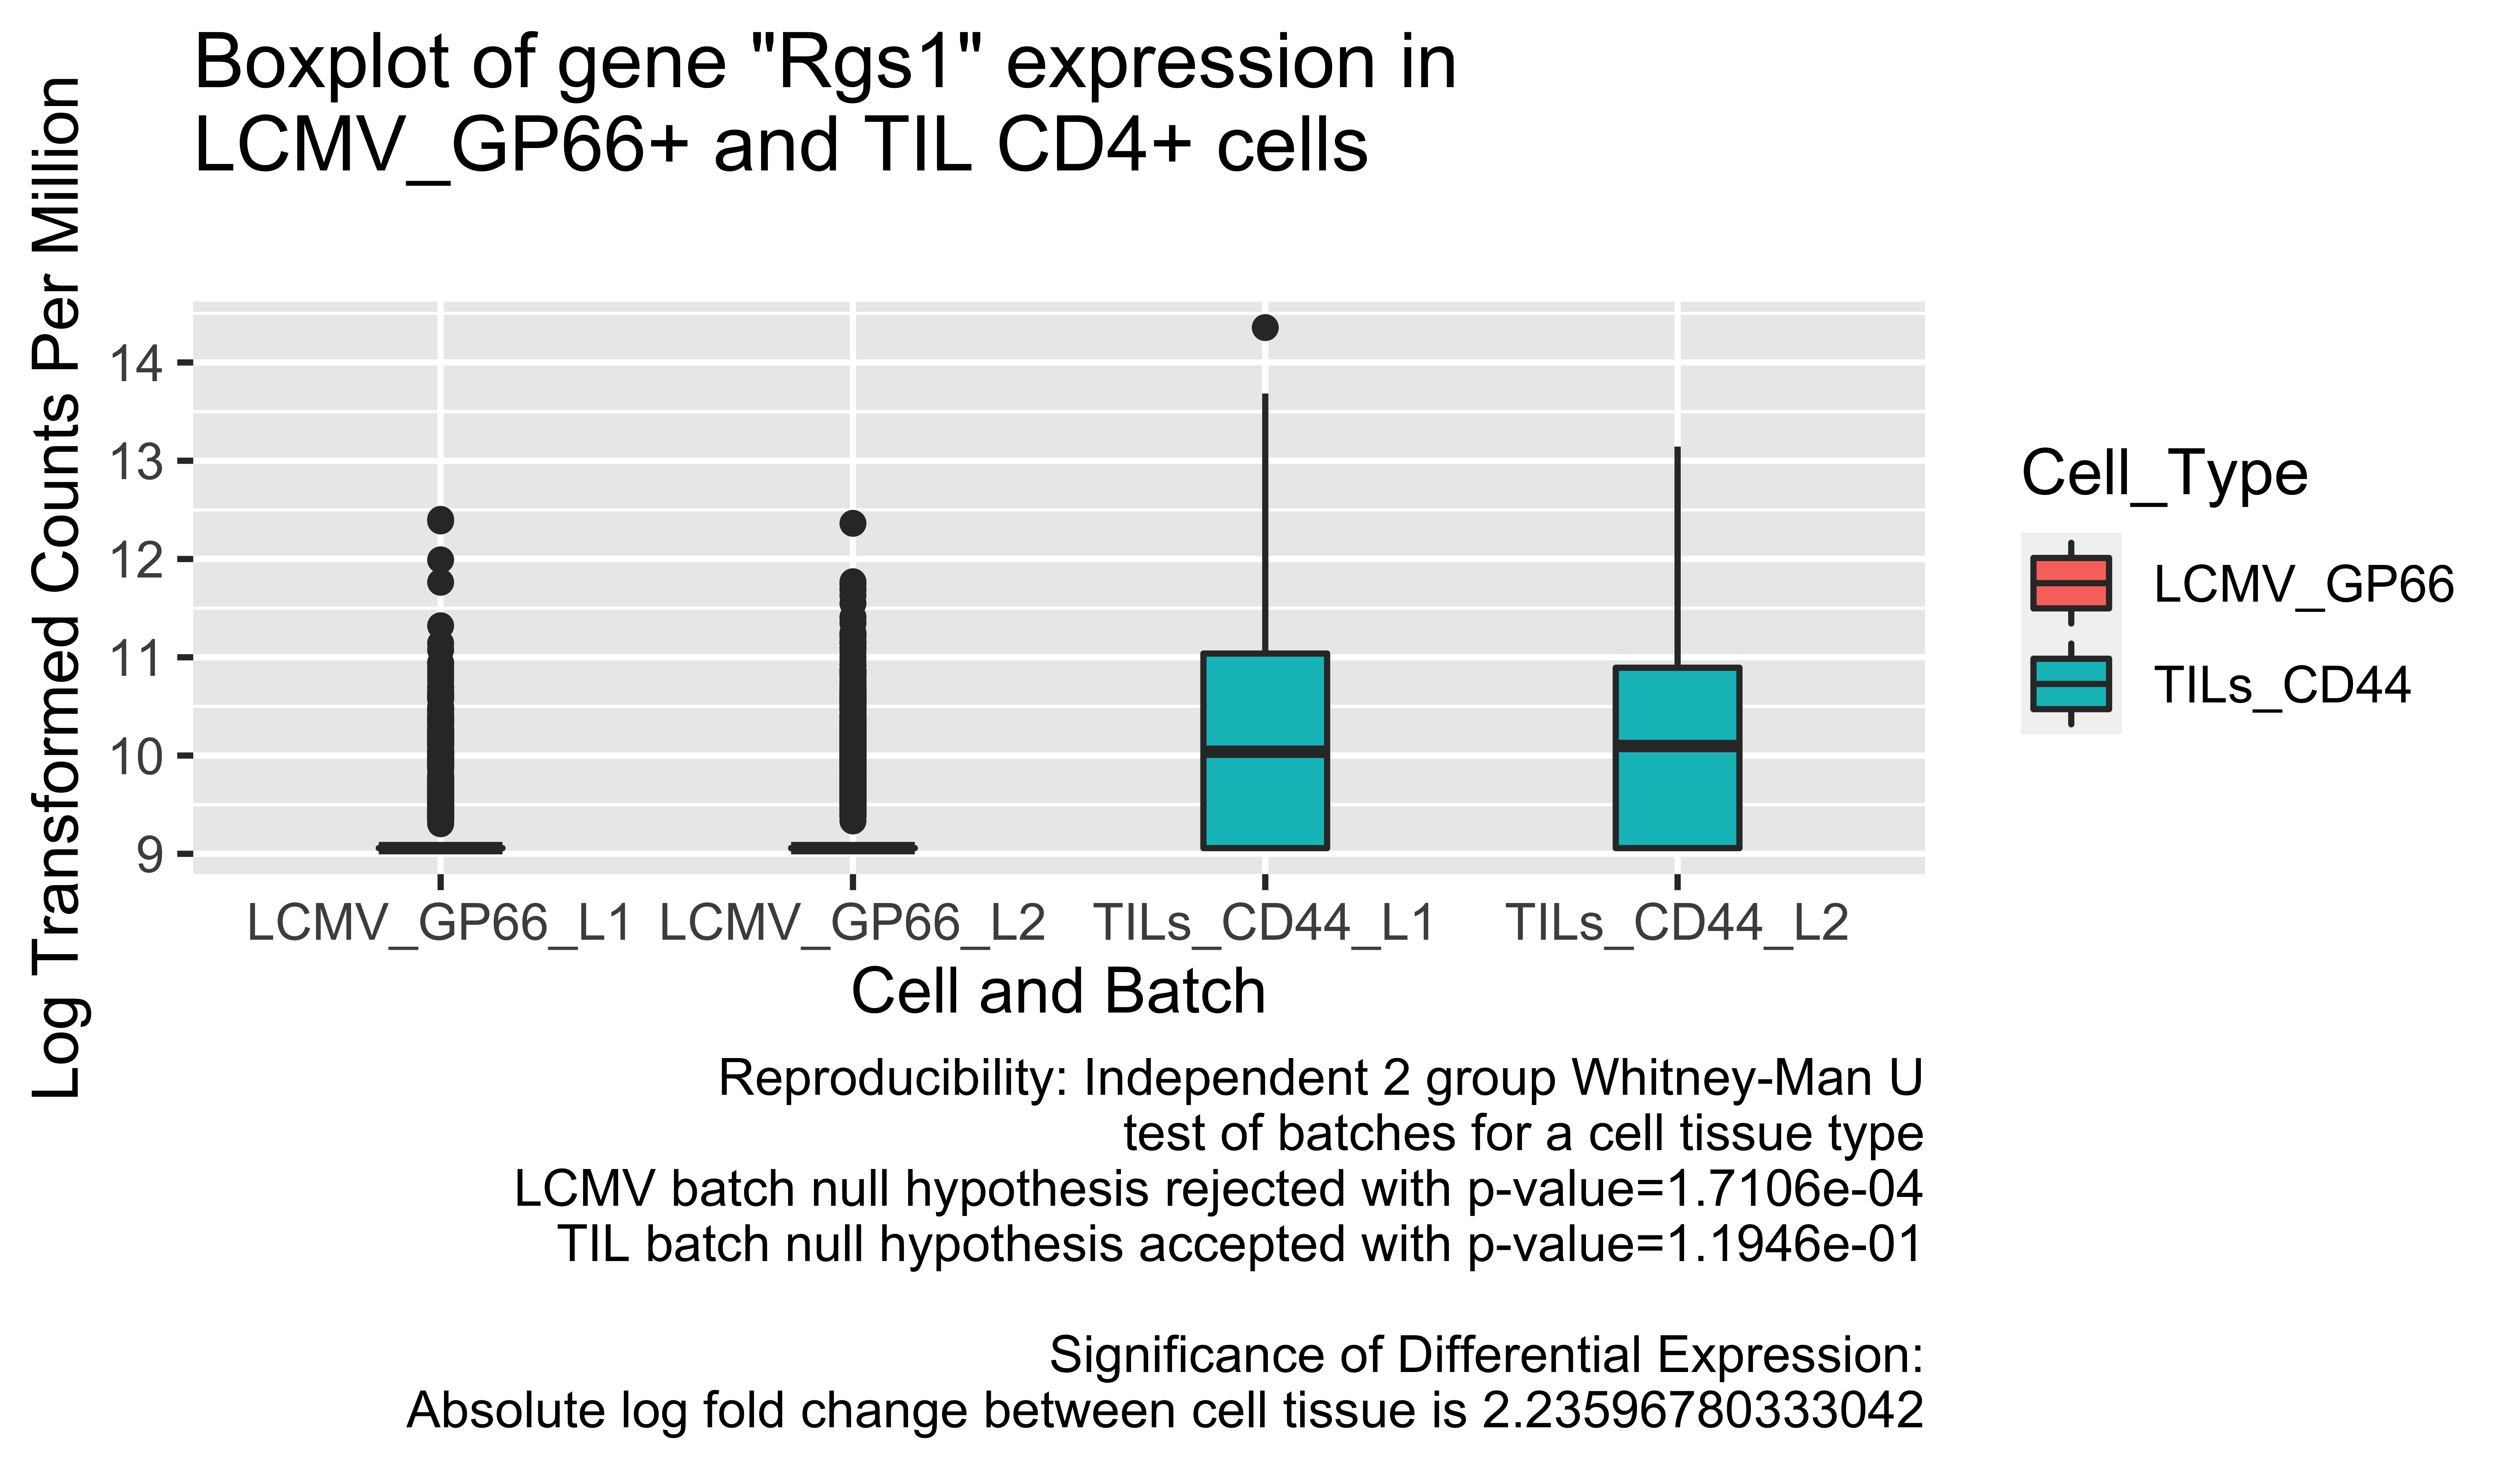 Boxplot of gene "Rgs1" expression in
LCMV_GP66+ and TIL CD4+ cells
Log Transformed Counts Per Million
14
13
12
11
10
9
LCMV_GP66_L1
LCMV_GP66_L2
TILs_CD44_L1
TILs_CD44_L2
Cell and Batch
Cell_Type
LCMV_GP66
TILs_CD44
Reproducibility: Independent 2 group Whitney-Man U
test of batches for a cell tissue type
LCMV batch null hypothesis rejected with p-value=1.7106e-04
TIL batch null hypothesis accepted with p-value=1.1946e-01
Significance of Differential Expression:
Absolute log fold change between cell tissue is 2.23596780333042